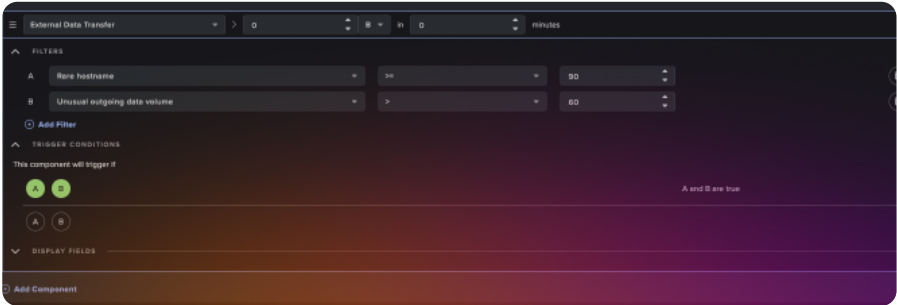 External Data Transfer > 0 B in 0 minutes
FILTERS
A Rare hostname >= 90
B Unusual outgoing data volume > 60
Add Filter
TRIGGER CONDITIONS
This component will trigger if
A B A and B are true
A B
DISPLAY FIELDS
Add Component